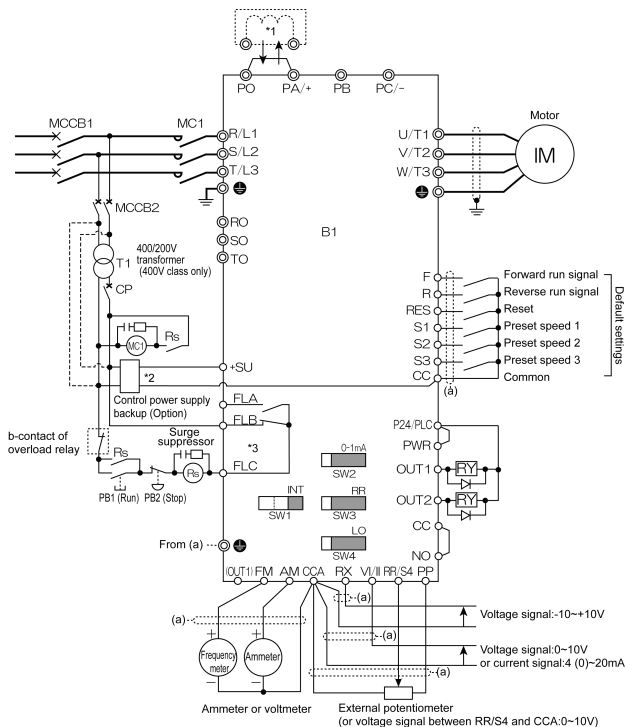 *1
PO PA/+ PB PC/-
MCCB1 MC1
R/L1
S/L2
T/L3
U/T1
V/T2
W/T3
Motor
IM
MCCB2
RO
SO
TO
B1
T1
400/200V
transformer
(400V class only)
CP
Rs
MC1
+SU
*2
Control power supply
backup (Option)
F Forward run signal
R Reverse run signal
RES Reset
S1 Preset speed 1
S2 Preset speed 2
S3 Preset speed 3
CC Common
Default settings
(a)
FLA
FLB
*3
FLC
b-contact of
overload relay
Rs
Surge
suppressor
Rs
PB1 (Run) PB2 (Stop)
P24/PLC
PWR
OUT1 RY
OUT2 RY
CC
NO
0-1mA
SW2
INT
SW1
RR
SW3
LO
SW4
From (a)
(OUT1) FM AM CCA RX VI/II RR/S4 PP
(a)
(a)
(a)
(a)
+
Frequency
meter
−
+
Ammeter
−
Ammeter or voltmeter
Voltage signal:-10~+10V
Voltage signal:0~10V
or current signal:4 (0)~20mA
External potentiometer
(or voltage signal between RR/S4 and CCA:0~10V)